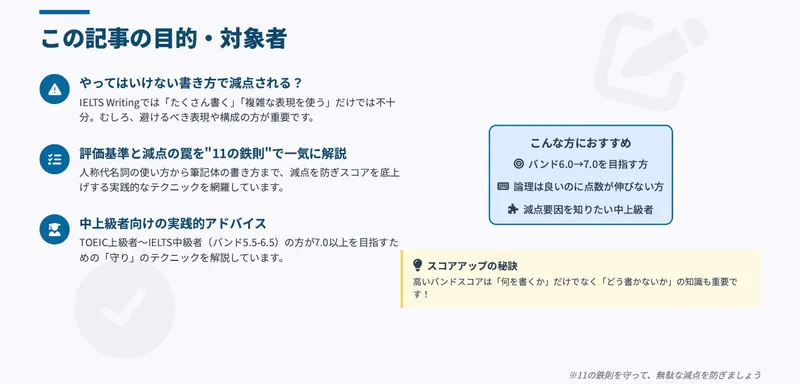 この記事の目的・対象者
やってはいけない書き方で減点される？
IELTS Writingでは「たくさん書く」「複雑な表現を使う」だけでは不十
分。むしろ、避けるべき表現や構成の方が重要です。
評価基準と減点の罠を"11の鉄則"で一気に解説
人称代名詞の使い方から筆記体の書き方まで、減点を防ぎスコアを底上
げする実践的なテクニックを網羅しています。
中上級者向けの実践的アドバイス
TOEIC上級者〜IELTS中級者（バンド5.5-6.5）の方が7.0以上を目指すた
めの「守り」のテクニックを解説しています。
こんな方におすすめ
バンド6.0→7.0を目指す方
論理は良いのに点数が伸びない方
減点要因を知りたい中上級者
スコアアップの秘訣
高いバンドスコアは「何を書くか」だけでなく「どう書かないか」の知識も重要で
す！
※11の鉄則を守って、無駄な減点を防ぎましょう